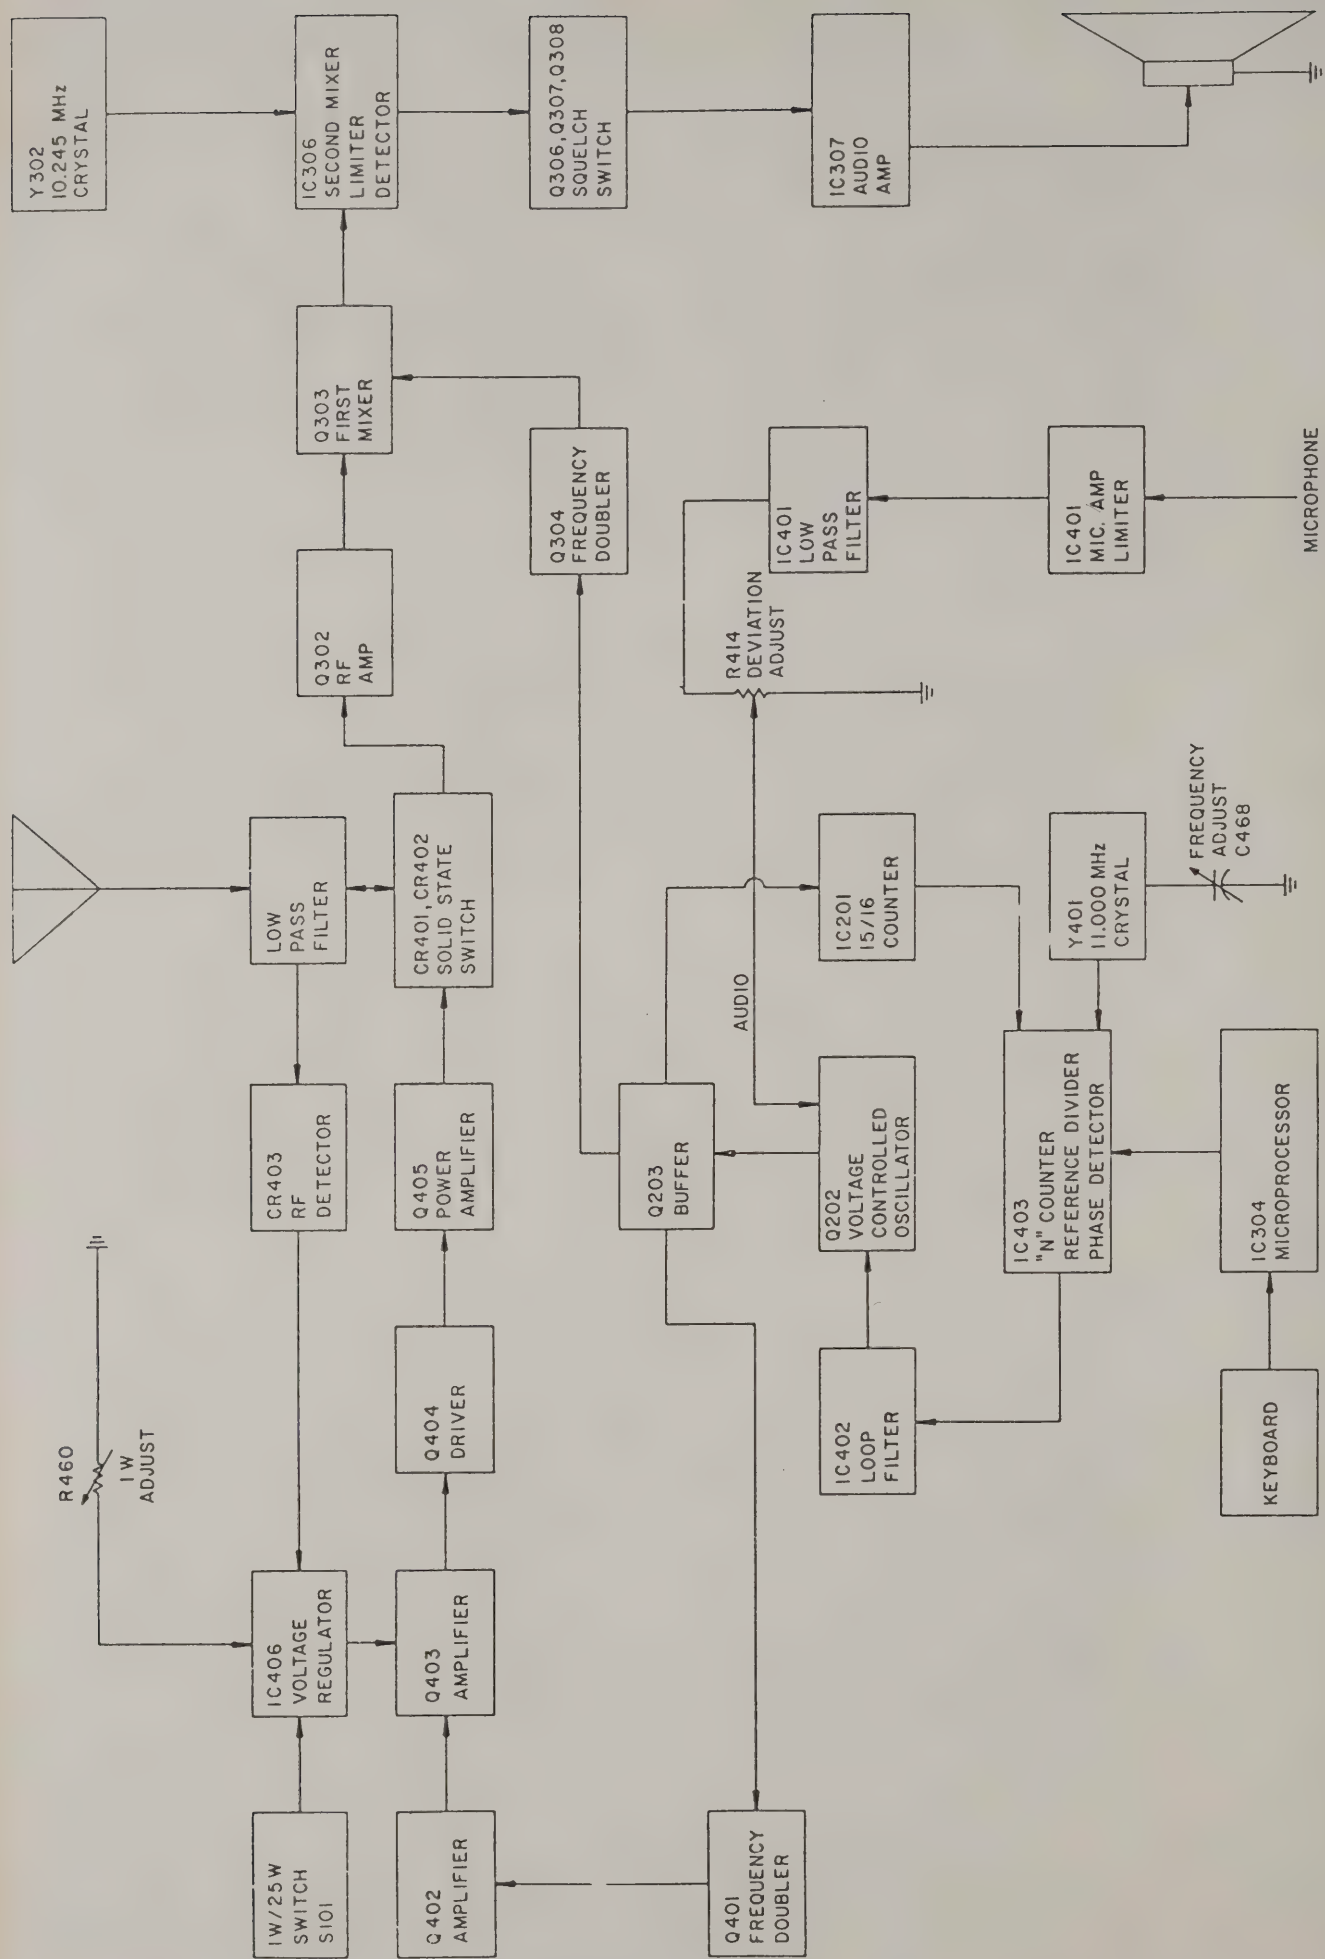 Y302
10.245 MHz
CRYSTAL
IC306
SECOND MIXER
LIMITER
DETECTOR
Q306,Q307,Q308
SQUELCH
SWITCH
IC307
AUDIO
AMP
Q303
FIRST
MIXER
Q302
RF
AMP
Q304
FREQUENCY
DOUBLER
IC401
LOW
PASS
FILTER
IC401
MIC. AMP
LIMITER
MICROPHONE
R414
DEVIATION
ADJUST
LOW
PASS
FILTER
CR401,CR402
SOLID STATE
SWITCH
IC201
15/16
COUNTER
Y401
11.000 MHz
CRYSTAL
FREQUENCY
ADJUST
C468
AUDIO
CR403
RF
DETECTOR
Q405
POWER
AMPLIFIER
Q203
BUFFER
Q202
VOLTAGE
CONTROLLED
OSCILLATOR
IC403
"N" COUNTER
REFERENCE DIVIDER
PHASE DETECTOR
IC304
MICROPROCESSOR
R460
1W
ADJUST
Q404
DRIVER
IC402
LOOP
FILTER
KEYBOARD
IC406
VOLTAGE
REGULATOR
Q403
AMPLIFIER
1W/25W
SWITCH
S101
Q402
AMPLIFIER
Q401
FREQUENCY
DOUBLER